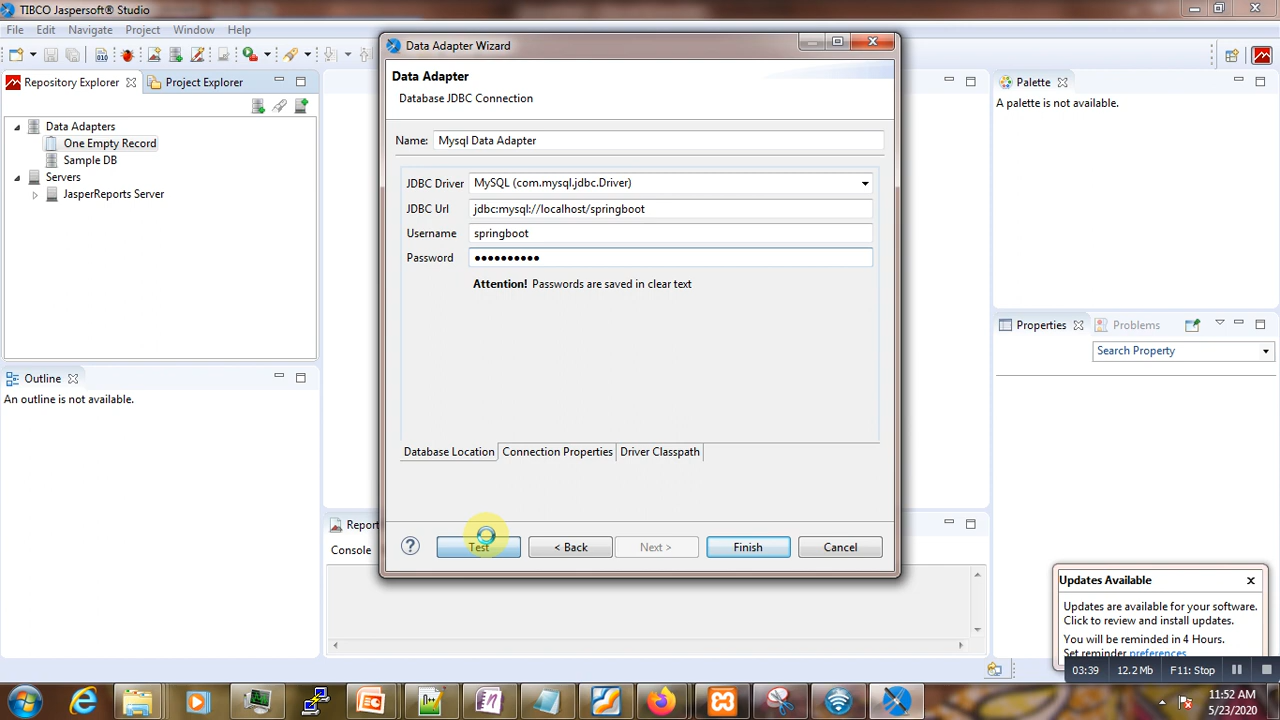 TIBCO Jaspersoft® Studio
File Edit Navigate Project Window Help
Repository Explorer
Project Explorer
Data Adapters
One Empty Record
Sample DB
Servers
JasperReports Server
Outline
An outline is not available.
Data Adapter Wizard
Data Adapter
Database JDBC Connection
Name: Mysql Data Adapter
JDBC Driver MySQL (com.mysql.jdbc.Driver)
JDBC Url jdbc:mysql://localhost/springboot
Username springboot
Password ●●●●●●●●●●
Attention! Passwords are saved in clear text
Database Location Connection Properties Driver Classpath
Test < Back Next > Finish Cancel
Report
Console
Palette
A palette is not available.
Properties Problems
Search Property
Updates Available
Updates are available for your software.
Click to review and install updates.
You will be reminded in 4 Hours.
Set reminder preferences.
03:39 12.2 Mb F11: Stop
11:52 AM
5/23/2020